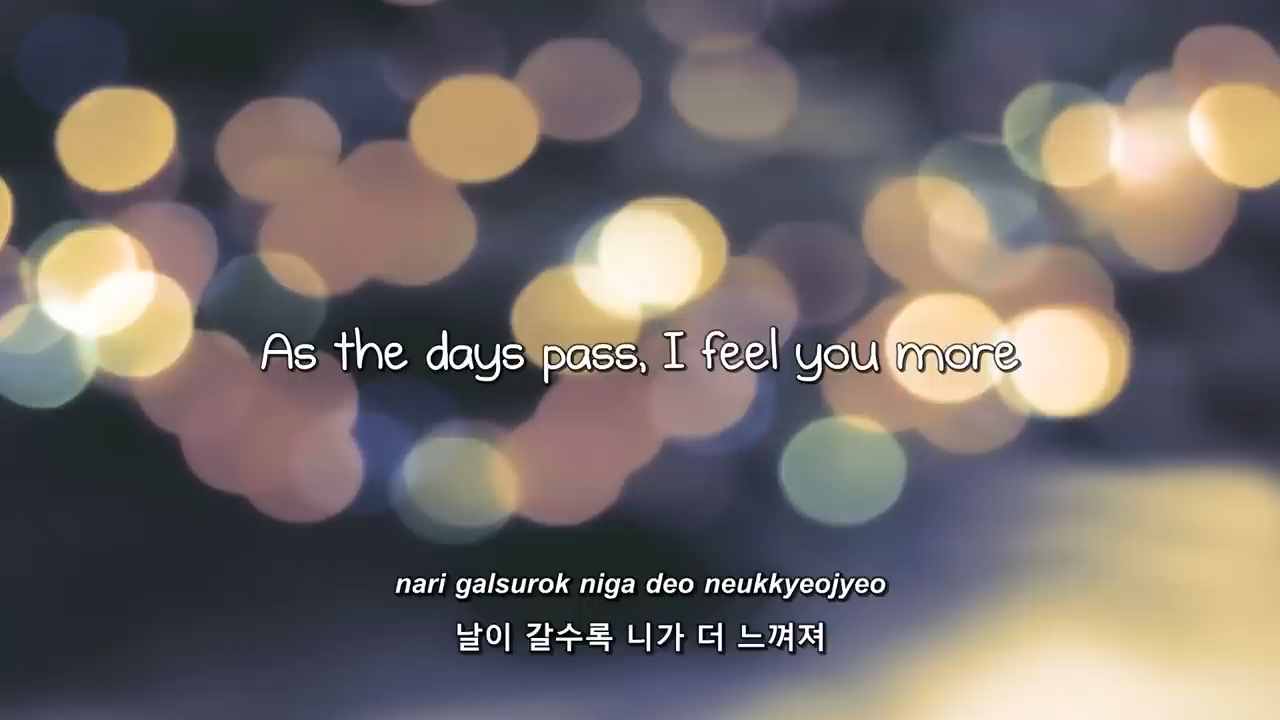 As the days pass, I feel you more
nari galsurok niga deo neukkyeojyeo
날이 갈수록 니가 더 느껴져